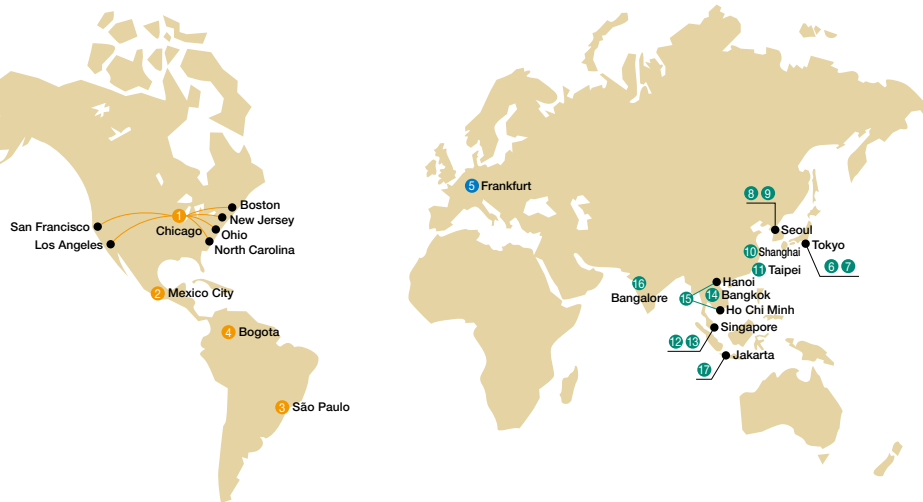 Boston
1
New Jersey
San Francisco
Chicago
Ohio
Los Angeles
North Carolina
2 Mexico City
4 Bogota
3 São Paulo
5 Frankfurt
8 9
Seoul
Tokyo
10 Shanghai
6 7
11 Taipei
16
Bangalore
Hanoi
15
14 Bangkok
Ho Chi Minh
Singapore
12 13
Jakarta
17